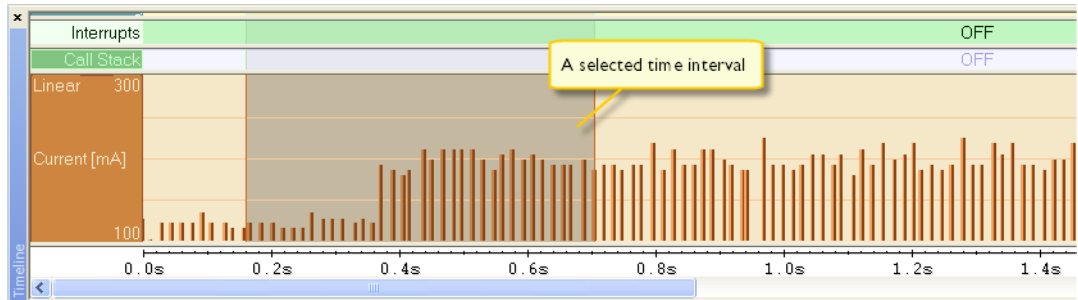 Interrupts OFF
Call Stack OFF
A selected time interval
Linear 300
Current [mA]
100
0.0s 0.2s 0.4s 0.6s 0.8s 1.0s 1.2s 1.4s
Timeline